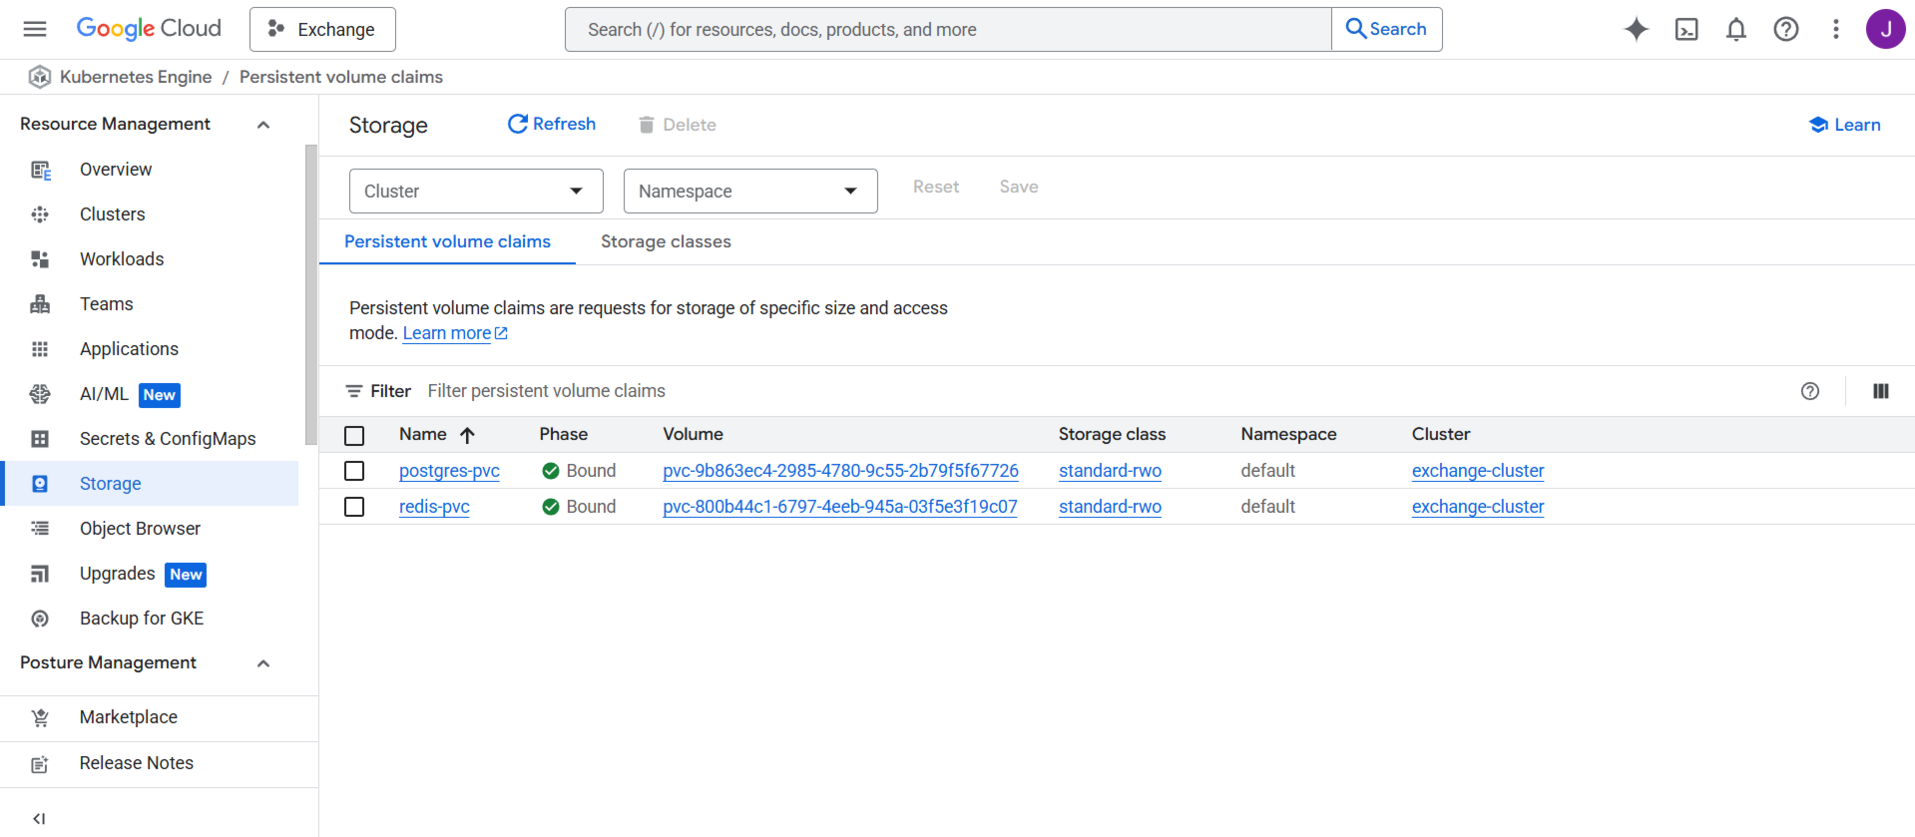 Google Cloud
Exchange
Search (/) for resources, docs, products, and more
Search
J
Kubernetes Engine / Persistent volume claims
Resource Management
Overview
Clusters
Workloads
Teams
Applications
AI/ML New
Secrets & ConfigMaps
Storage
Object Browser
Upgrades New
Backup for GKE
Posture Management
Marketplace
Release Notes
Storage
Refresh
Delete
Learn
Cluster
Namespace
Reset
Save
Persistent volume claims
Storage classes
Persistent volume claims are requests for storage of specific size and access
mode. Learn more
Filter Filter persistent volume claims
Name Phase Volume Storage class Namespace Cluster
postgres-pvc Bound pvc-9b863ec4-2985-4780-9c55-2b79f5f67726 standard-rwo default exchange-cluster
redis-pvc Bound pvc-800b44c1-6797-4eeb-945a-03f5e3f19c07 standard-rwo default exchange-cluster